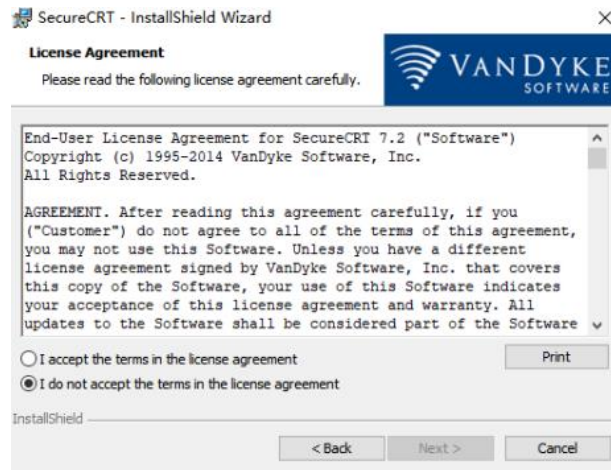 SecureCRT - InstallShield Wizard
License Agreement
Please read the following license agreement carefully.
VANDYKE
SOFTWARE
End-User License Agreement for SecureCRT 7.2 ("Software")
Copyright (c) 1995-2014 VanDyke Software, Inc.
All Rights Reserved.
AGREEMENT. After reading this agreement carefully, if you
("Customer") do not agree to all of the terms of this agreement,
you may not use this Software. Unless you have a different
license agreement signed by VanDyke Software, Inc. that covers
this copy of the Software, your use of this Software indicates
your acceptance of this license agreement and warranty. All
updates to the Software shall be considered part of the Software
I accept the terms in the license agreement
Print
I do not accept the terms in the license agreement
InstallShield
< Back
Next >
Cancel